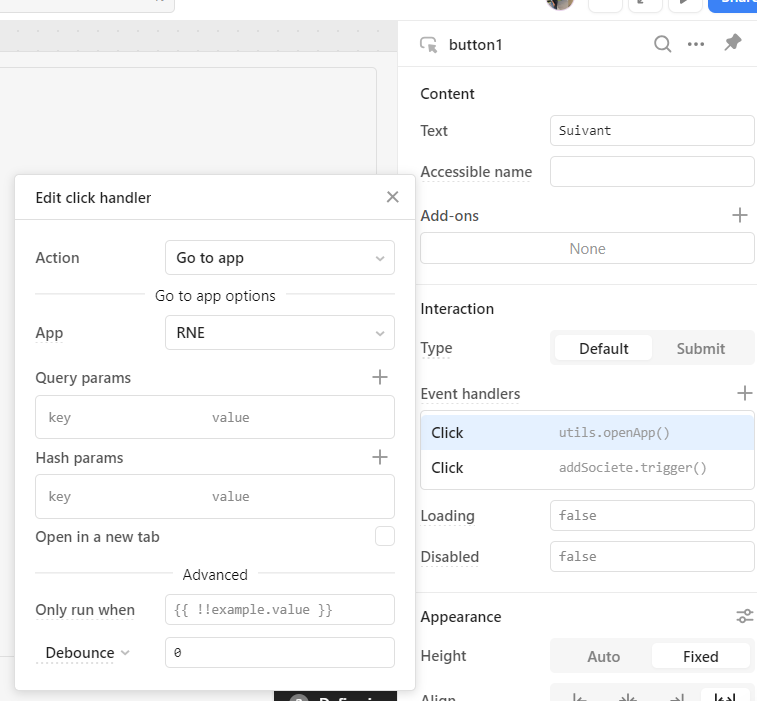 button1
Content
Text
Suivant
Accessible name
Add-ons
None
Interaction
Type
Default
Submit
Event handlers
Click
utils.openApp()
Click
addSociete.trigger()
Loading
false
Disabled
false
Appearance
Height
Auto
Fixed
Align
Edit click handler
Action
Go to app
Go to app options
App
RNE
Query params
key value
Hash params
key value
Open in a new tab
Advanced
Only run when
{{ !!example.value }}
Debounce
0